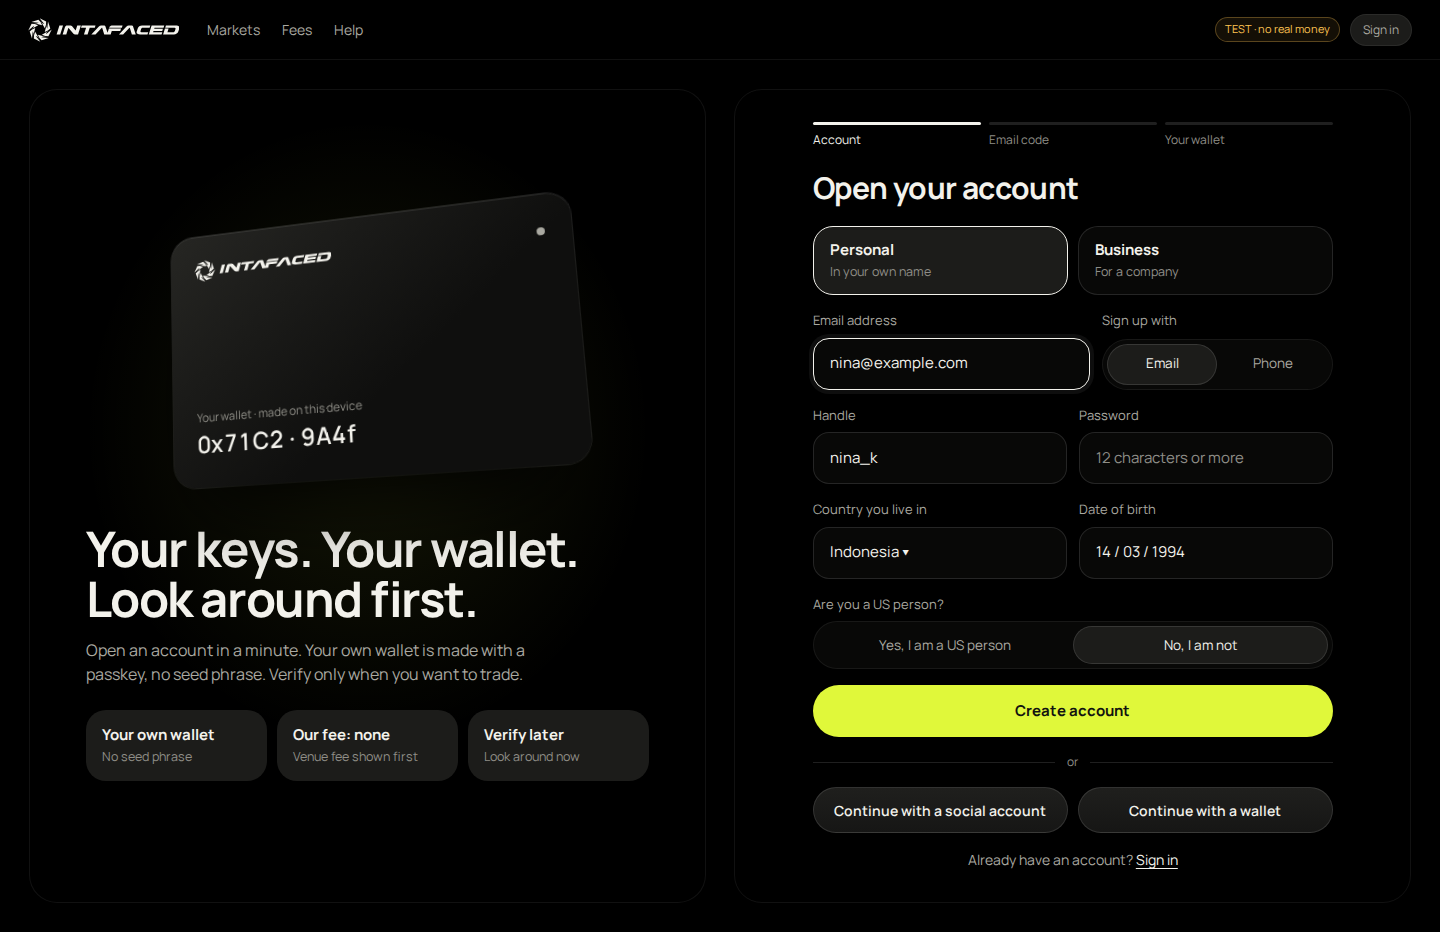 INTAFACED
Markets
Fees
Help
TEST · no real money
Sign in
INTAFACED
Your wallet · made on this device
0x71C2 · 9A4f
Your keys. Your wallet.
Look around first.
Open an account in a minute. Your own wallet is made with a
passkey, no seed phrase. Verify only when you want to trade.
Your own wallet
No seed phrase
Our fee: none
Venue fee shown first
Verify later
Look around now
Account
Email code
Your wallet
Open your account
Personal
In your own name
Business
For a company
Email address
nina@example.com
Sign up with
Email
Phone
Handle
nina_k
Password
12 characters or more
Country you live in
Indonesia
Date of birth
14 / 03 / 1994
Are you a US person?
Yes, I am a US person
No, I am not
Create account
or
Continue with a social account
Continue with a wallet
Already have an account? Sign in